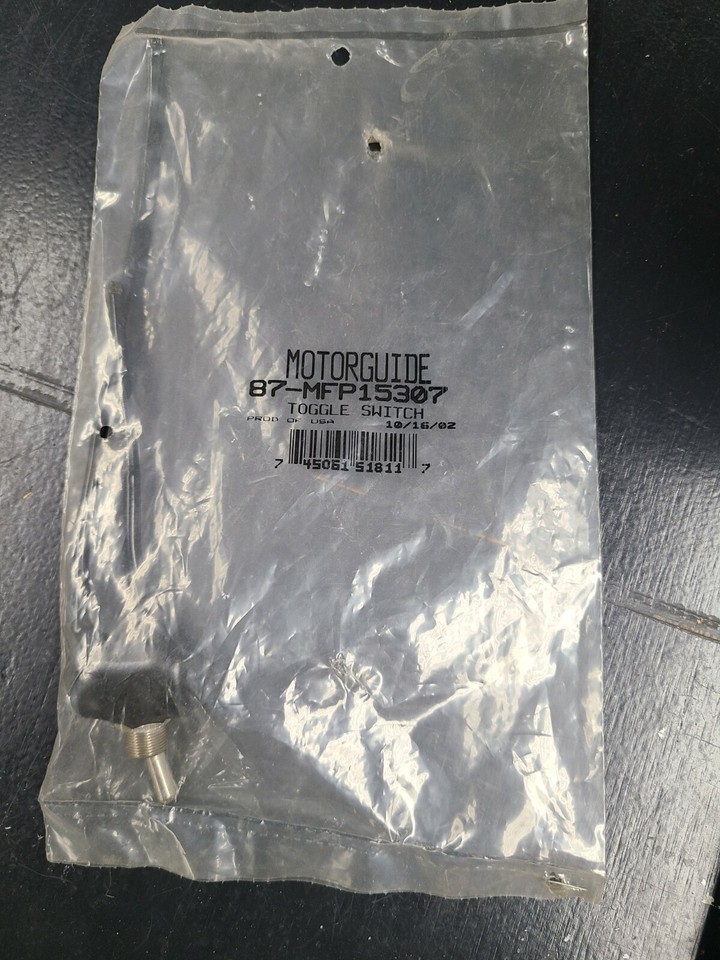 MOTORGUIDE
87-MFP15307
TOGGLE SWITCH
PROD OF USA 10/16/02
7 45061 51811 7